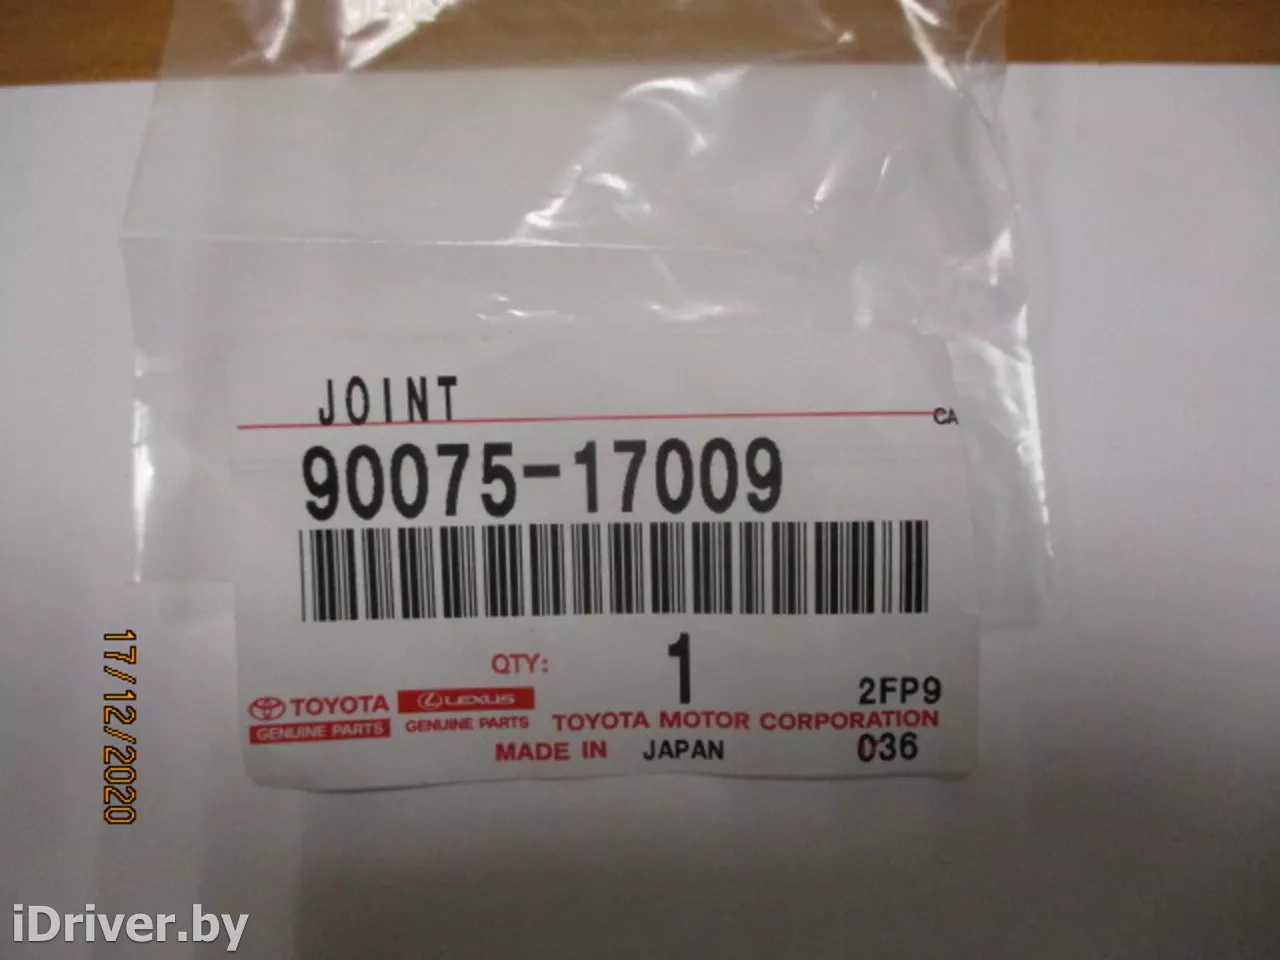 JOINT
CA
90075-17009
QTY: 1
2FP9
TOYOTA
LEXUS
GENUINE PARTS
GENUINE PARTS
TOYOTA MOTOR CORPORATION
MADE IN JAPAN
036
17/12/2020
iDriver.by